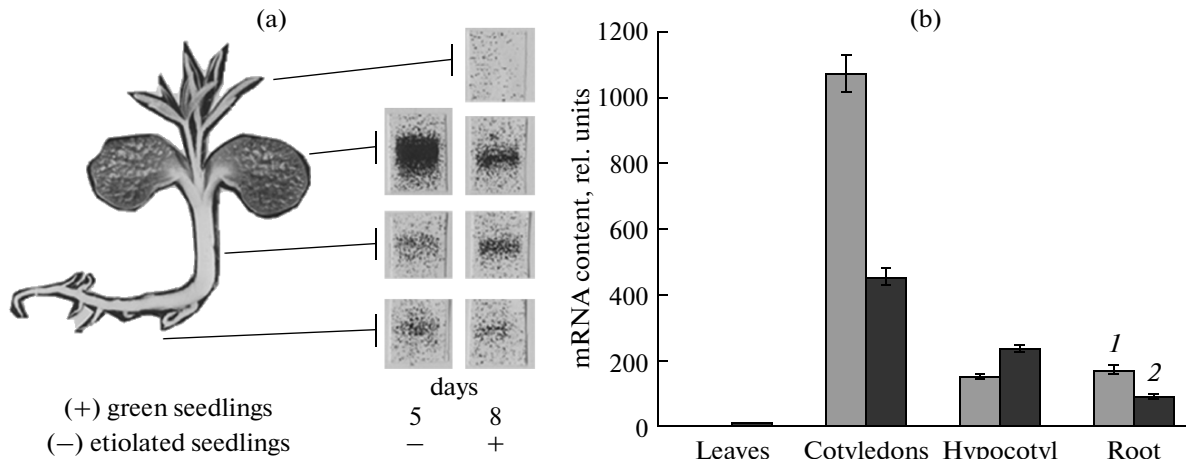 (a)
(+) green seedlings
(−) etiolated seedlings
days
5 8
− +
(b)
mRNA content, rel. units
1200
1000
800
600
400
200
0
1
2
Leaves Cotyledons Hypocotyl Root